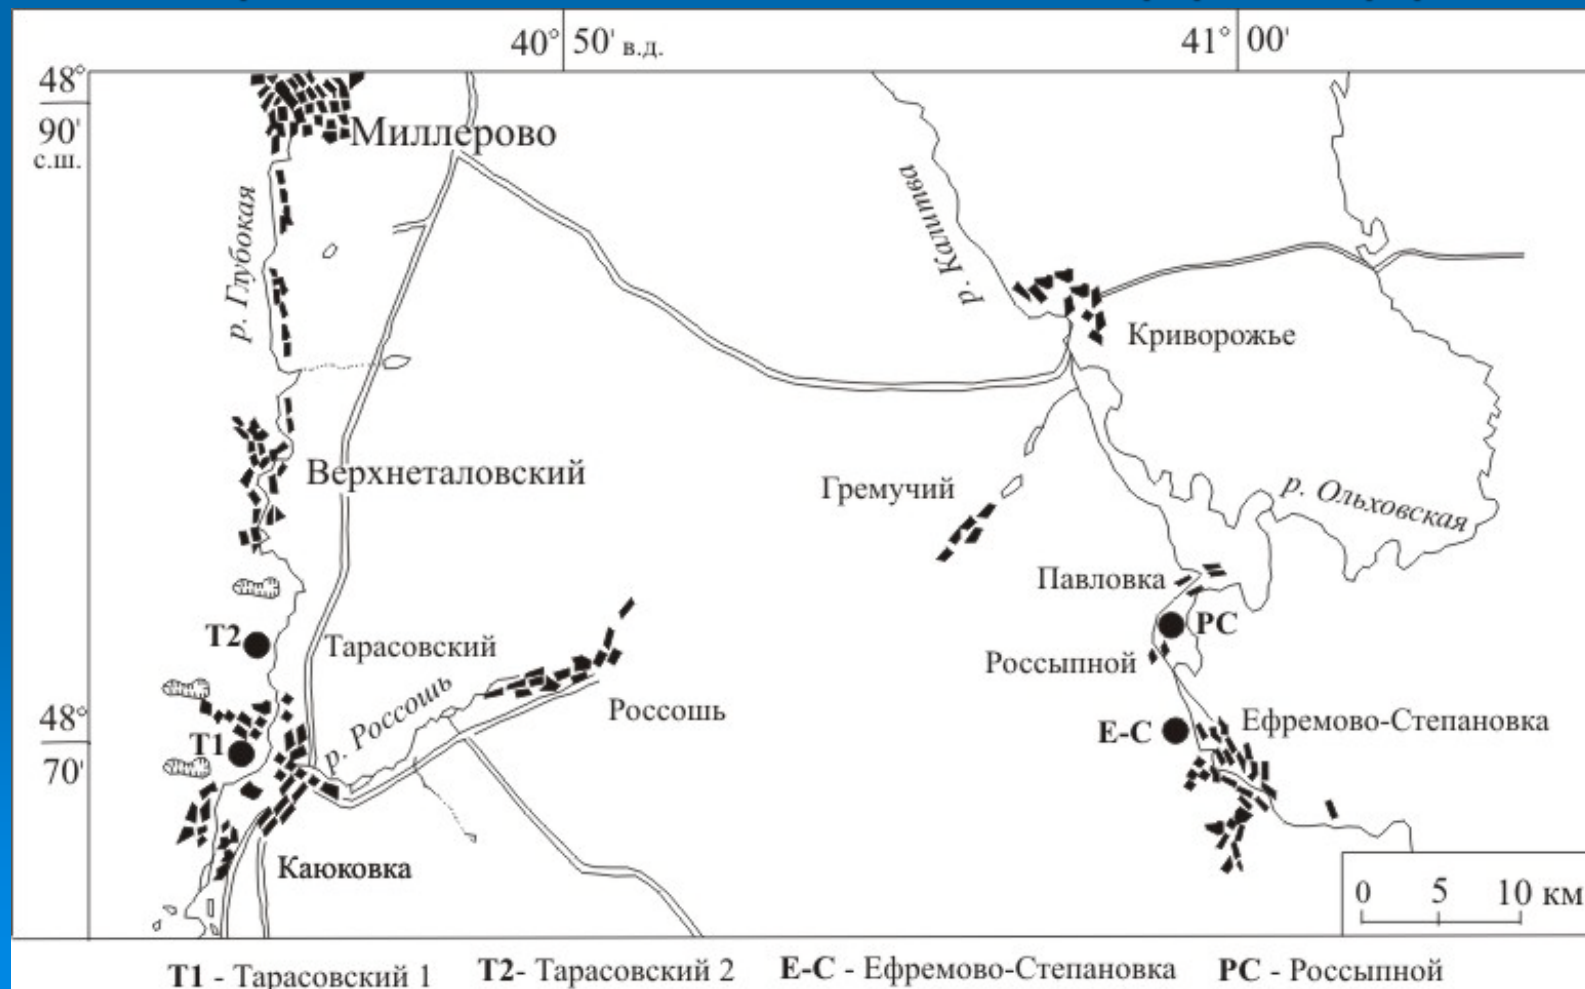 40° 50' в.д.
41° 00'
48°
90'
с.ш.
Миллерово
р. Глубокая
р. Калитва
Криворожье
Верхнеталовский
Гремучий
р. Ольховская
Павловка
Т2
Тарасовский
РС
Россыпной
р. Россошь
Россошь
48°
70'
Т1
Е-С
Ефремово-Степановка
Каюковка
0 5 10 км
Т1 - Тарасовский 1 Т2- Тарасовский 2 Е-С - Ефремово-Степановка РС - Россыпной